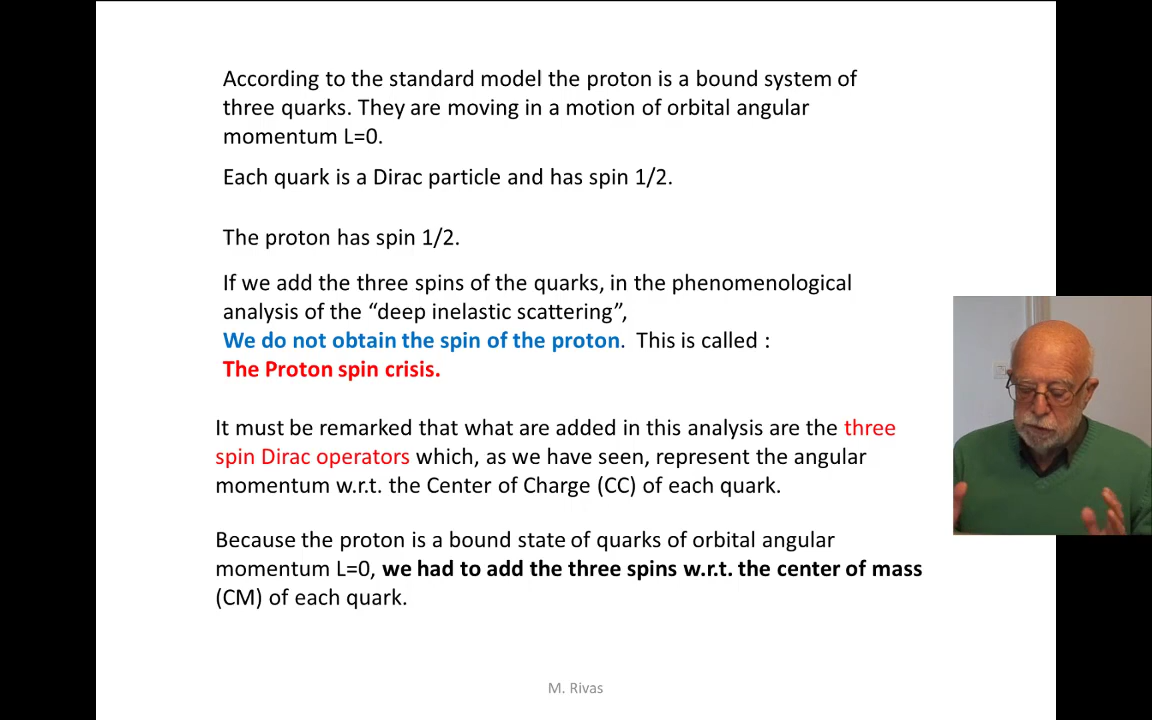 According to the standard model the proton is a bound system of
three quarks. They are moving in a motion of orbital angular
momentum L=0.
Each quark is a Dirac particle and has spin 1/2.
The proton has spin 1/2.
If we add the three spins of the quarks, in the phenomenological
analysis of the “deep inelastic scattering”,
We do not obtain the spin of the proton.  This is called :
The Proton spin crisis.
It must be remarked that what are added in this analysis are the three
spin Dirac operators which, as we have seen, represent the angular
momentum w.r.t. the Center of Charge (CC) of each quark.
Because the proton is a bound state of quarks of orbital angular
momentum L=0, we had to add the three spins w.r.t. the center of mass
(CM) of each quark.
M. Rivas